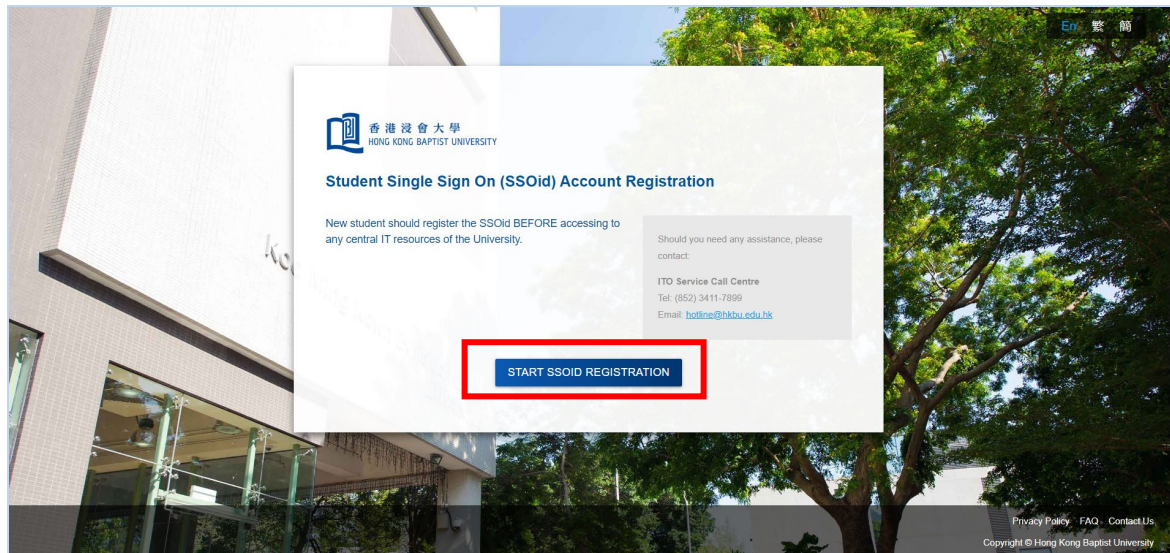 En 繁 簡
香港浸會大學
HONG KONG BAPTIST UNIVERSITY
Student Single Sign On (SSOid) Account Registration
New student should register the SSOid BEFORE accessing to
any central IT resources of the University.
Should you need any assistance, please
contact:
ITO Service Call Centre
Tel: (852) 3411-7899
Email: hotline@hkbu.edu.hk
START SSOID REGISTRATION
Privacy Policy FAQ Contact Us
Copyright © Hong Kong Baptist University